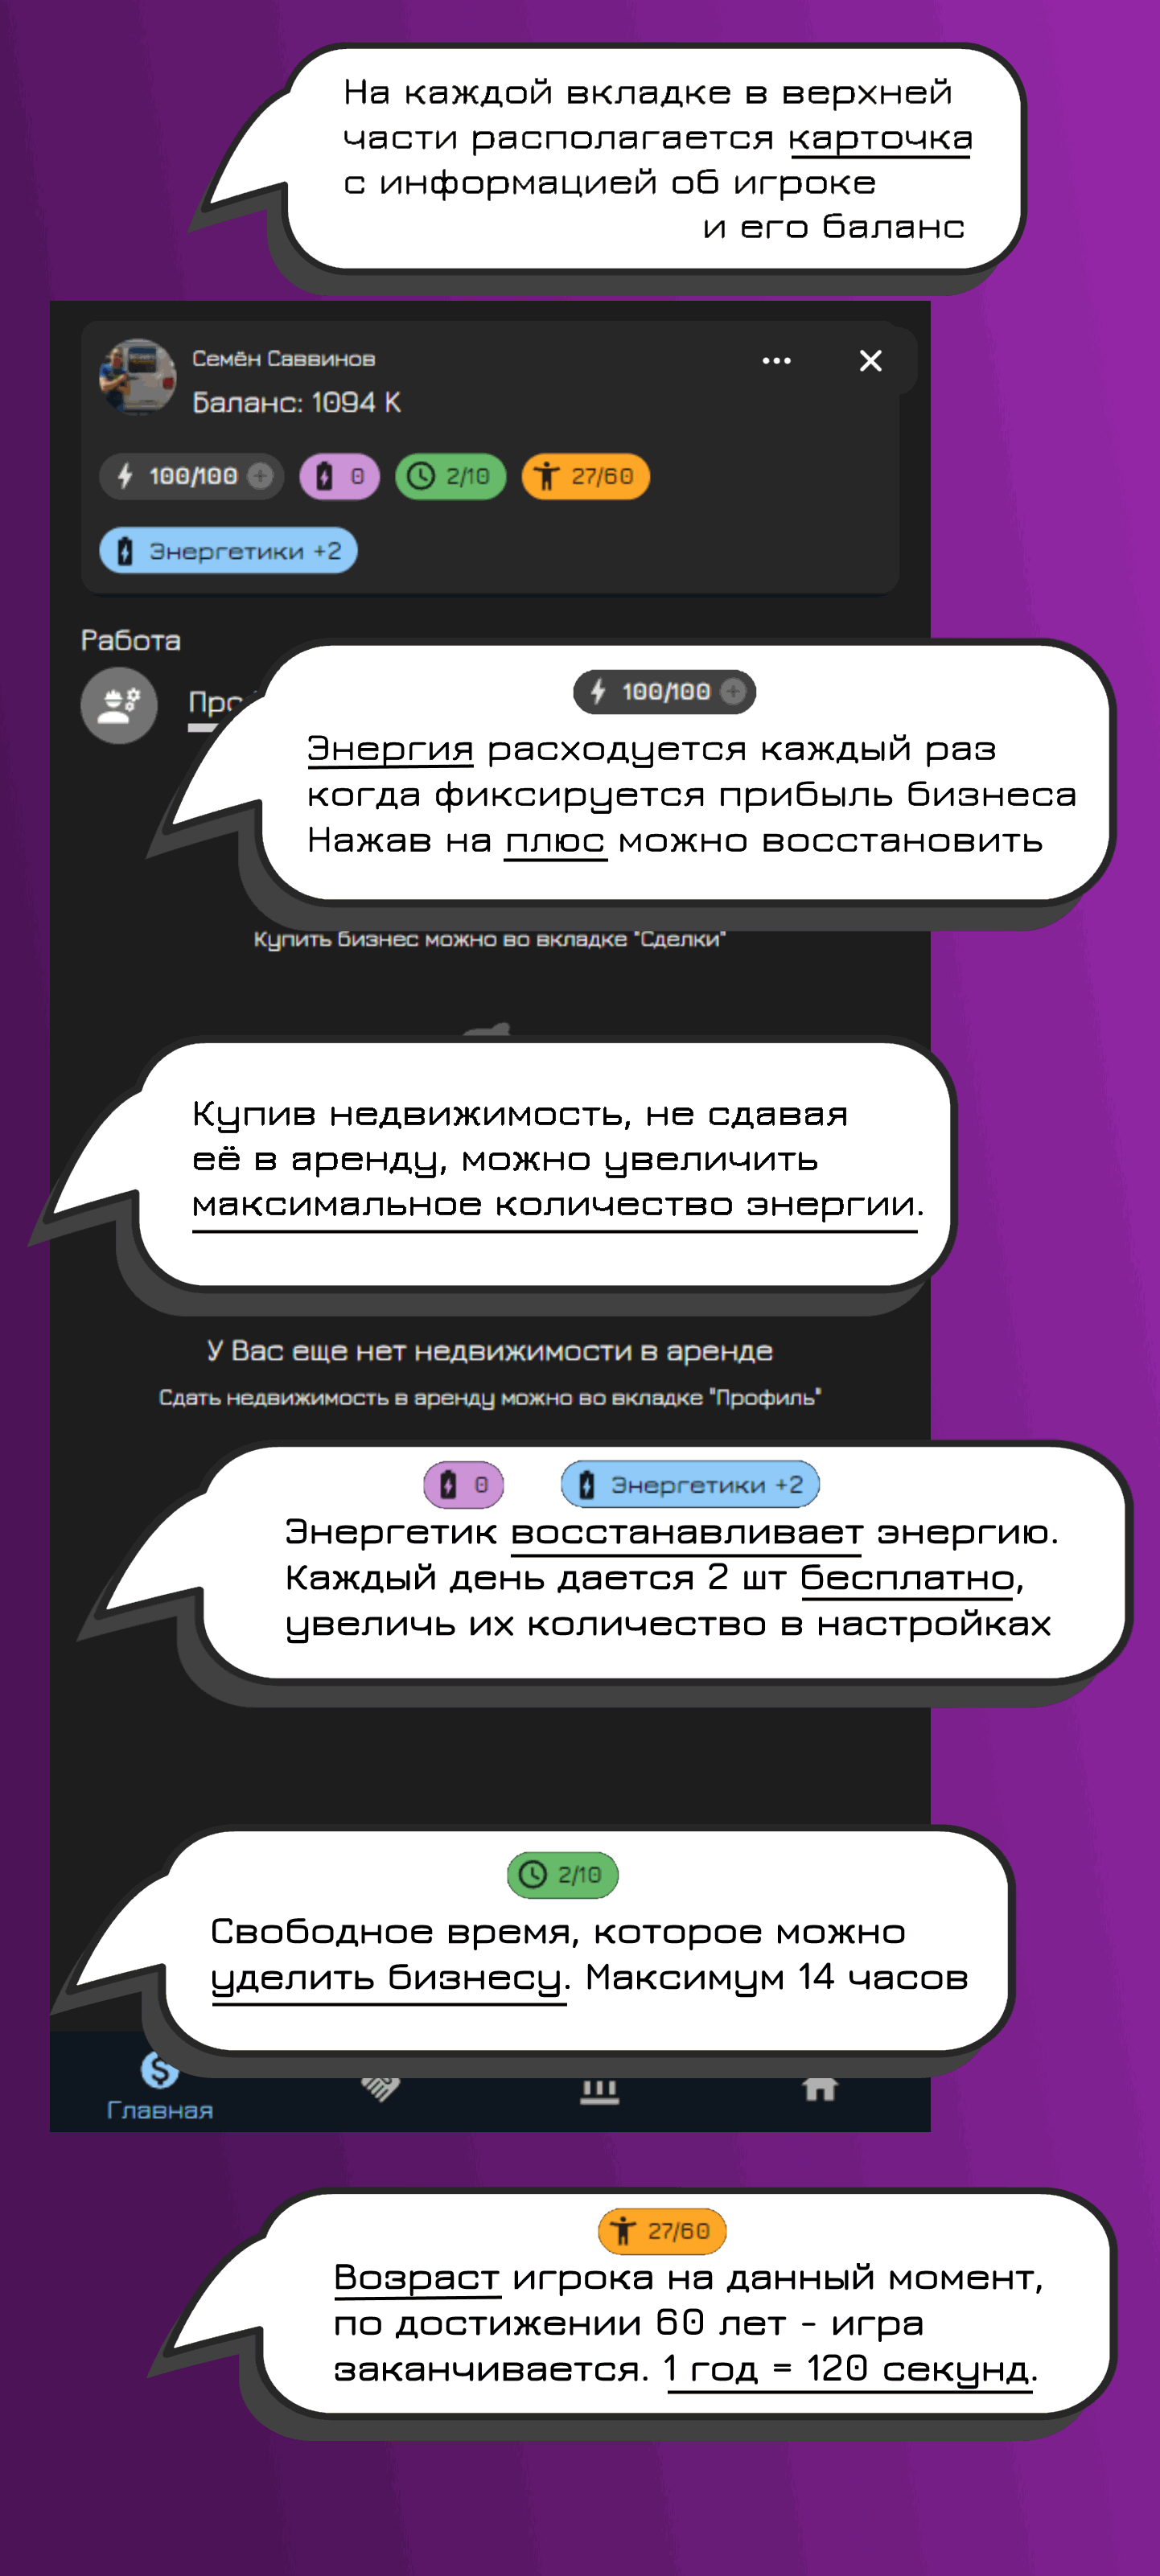 На каждой вкладке в верхней
части располагается карточка
с информацией об игроке
и его баланс
Семён Саввинов
Баланс: 1094 K
100/100
0
2/10
27/60
Энергетики +2
Работа
100/100
Энергия расходуется каждый раз
когда фиксируется прибыль бизнеса
Нажав на плюс можно восстановить
Купить бизнес можно во вкладке "Сделки"
Купив недвижимость, не сдавая
её в аренду, можно увеличить
максимальное количество энергии.
У Вас еще нет недвижимости в аренде
Сдать недвижимость в аренду можно во вкладке "Профиль"
0
Энергетики +2
Энергетик восстанавливает энергию.
Каждый день дается 2 шт бесплатно,
увеличь их количество в настройках
2/10
Свободное время, которое можно
уделить бизнесу. Максимум 14 часов
Главная
27/60
Возраст игрока на данный момент,
по достижении 60 лет - игра
заканчивается. 1 год = 120 секунд.